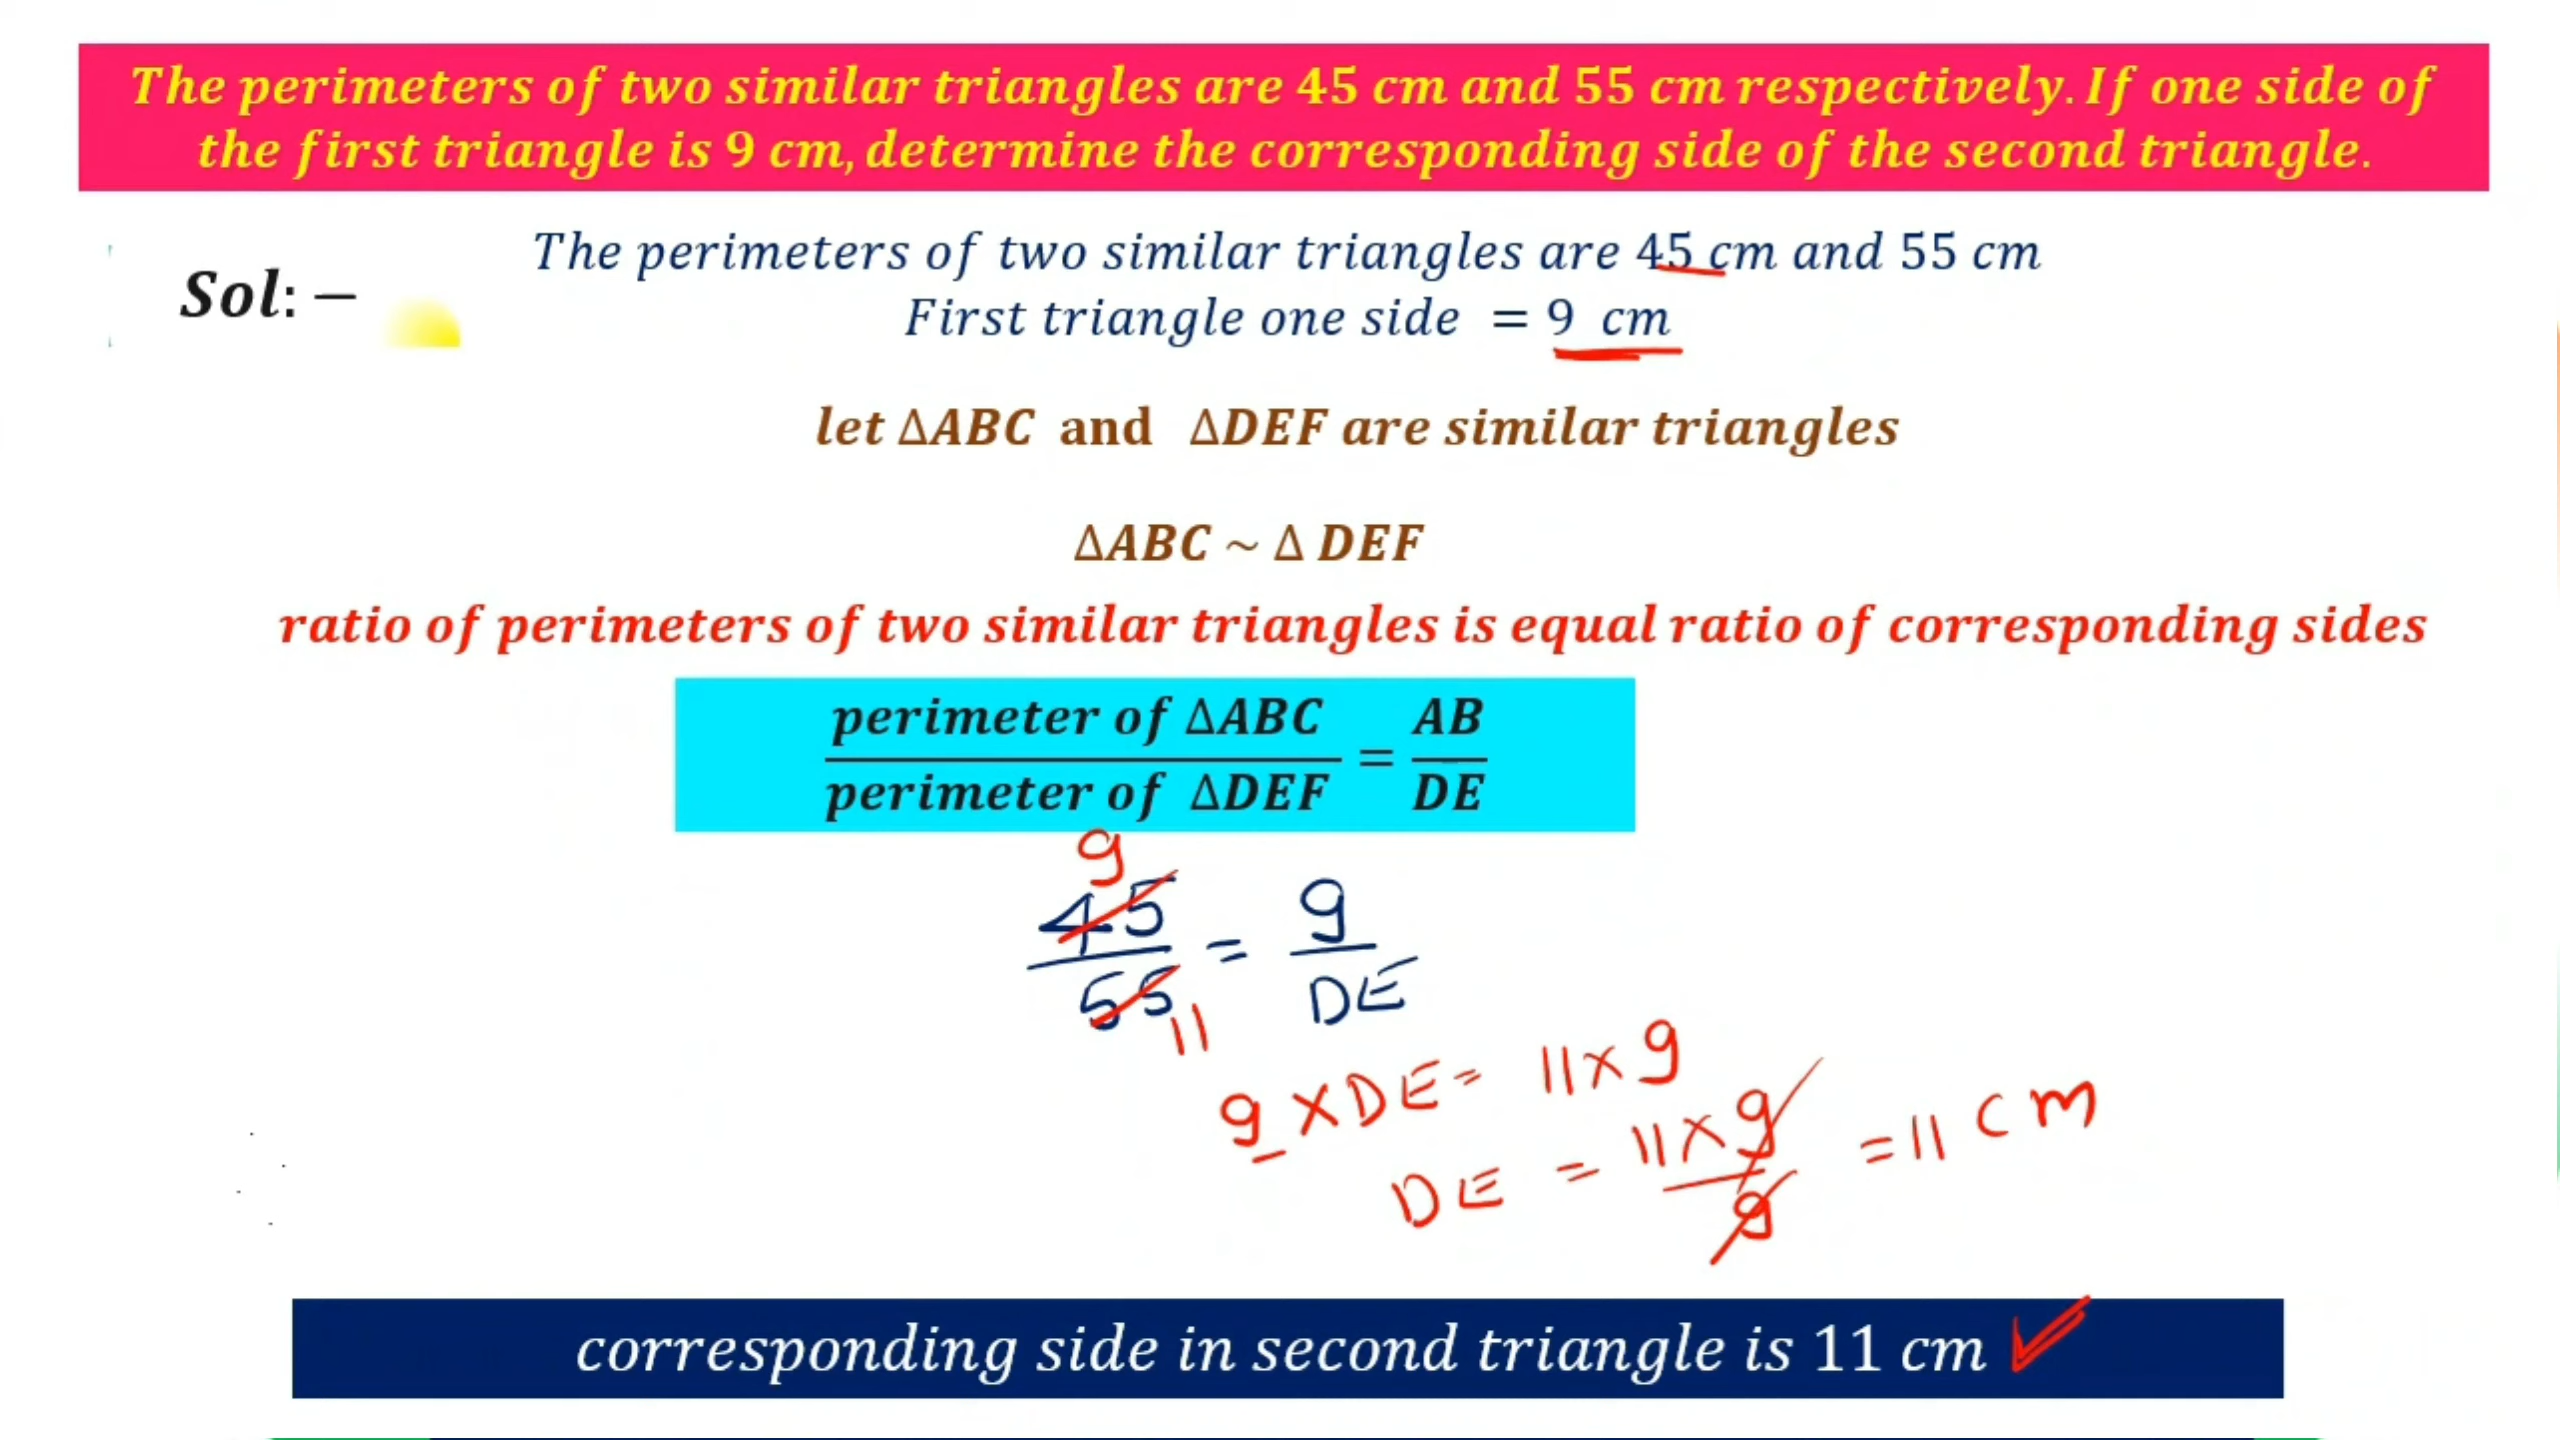 The perimeters of two similar triangles are 45 cm and 55 cm respectively. If one side of
the first triangle is 9 cm, determine the corresponding side of the second triangle.
Sol: −
The perimeters of two similar triangles are 45 cm and 55 cm
First triangle one side = 9 cm
let ΔABC and ΔDEF are similar triangles
ΔABC ~ Δ DEF
ratio of perimeters of two similar triangles is equal ratio of corresponding sides
perimeter of ΔABC / perimeter of ΔDEF = AB / DE
9
45 / 55 = 9 / DE
11
9 × DE = 11 × 9
DE = 11 × 9 / 9 = 11 cm
corresponding side in second triangle is 11 cm ✓